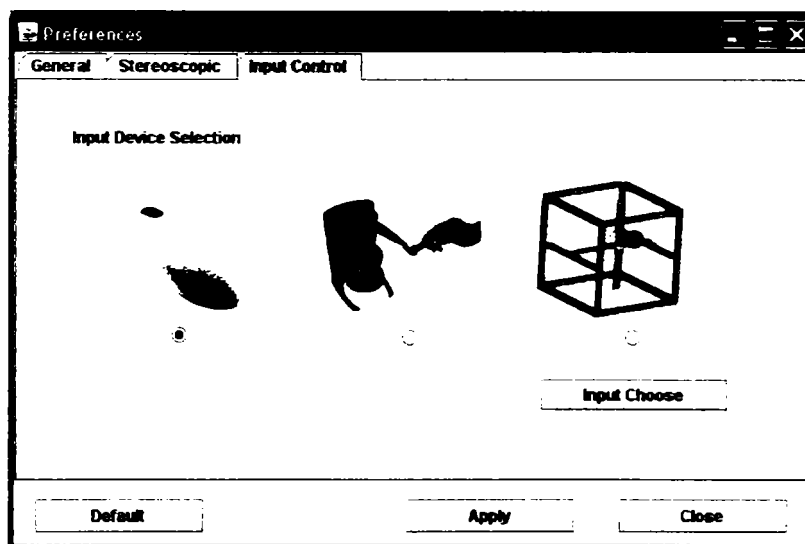 Preferences
General Stereoscopic Input Control
Input Device Selection
Input Choose
Default Apply Close